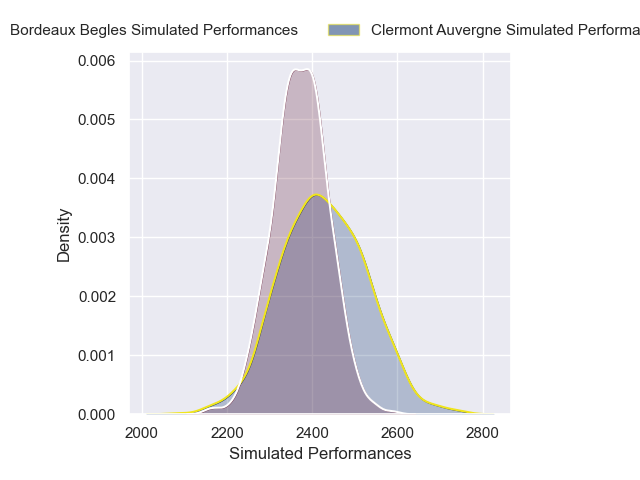 Bordeaux Begles Simulated Performances Clermont Auvergne Simulated Performa
0.006
0.005
0.004
0.003
0.002
0.001
0.000
Density
2000 2200 2400 2600 2800
Simulated Performances